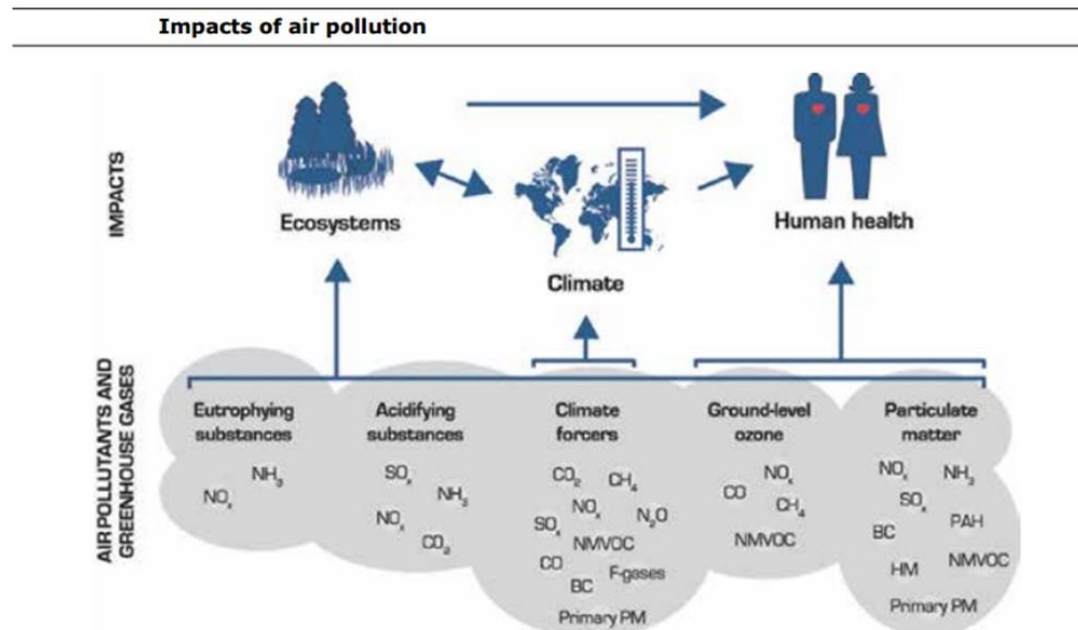 Impacts of air pollution
IMPACTS
Ecosystems
Climate
Human health
AIR POLLUTANTS AND
GREENHOUSE GASES
Eutrophying
substances
NH₃
NOₓ
Acidifying
substances
SOₓ
NH₃
NOₓ
CO₂
Climate
forcers
CO₂ CH₄
NOₓ
SOₓ N₂O
NMVOC
CO F-gases
BC
Primary PM
Ground-level
ozone
NOₓ
CO
CH₄
NMVOC
Particulate
matter
NOₓ NH₃
SOₓ
PAH
BC
NMVOC
HM
Primary PM